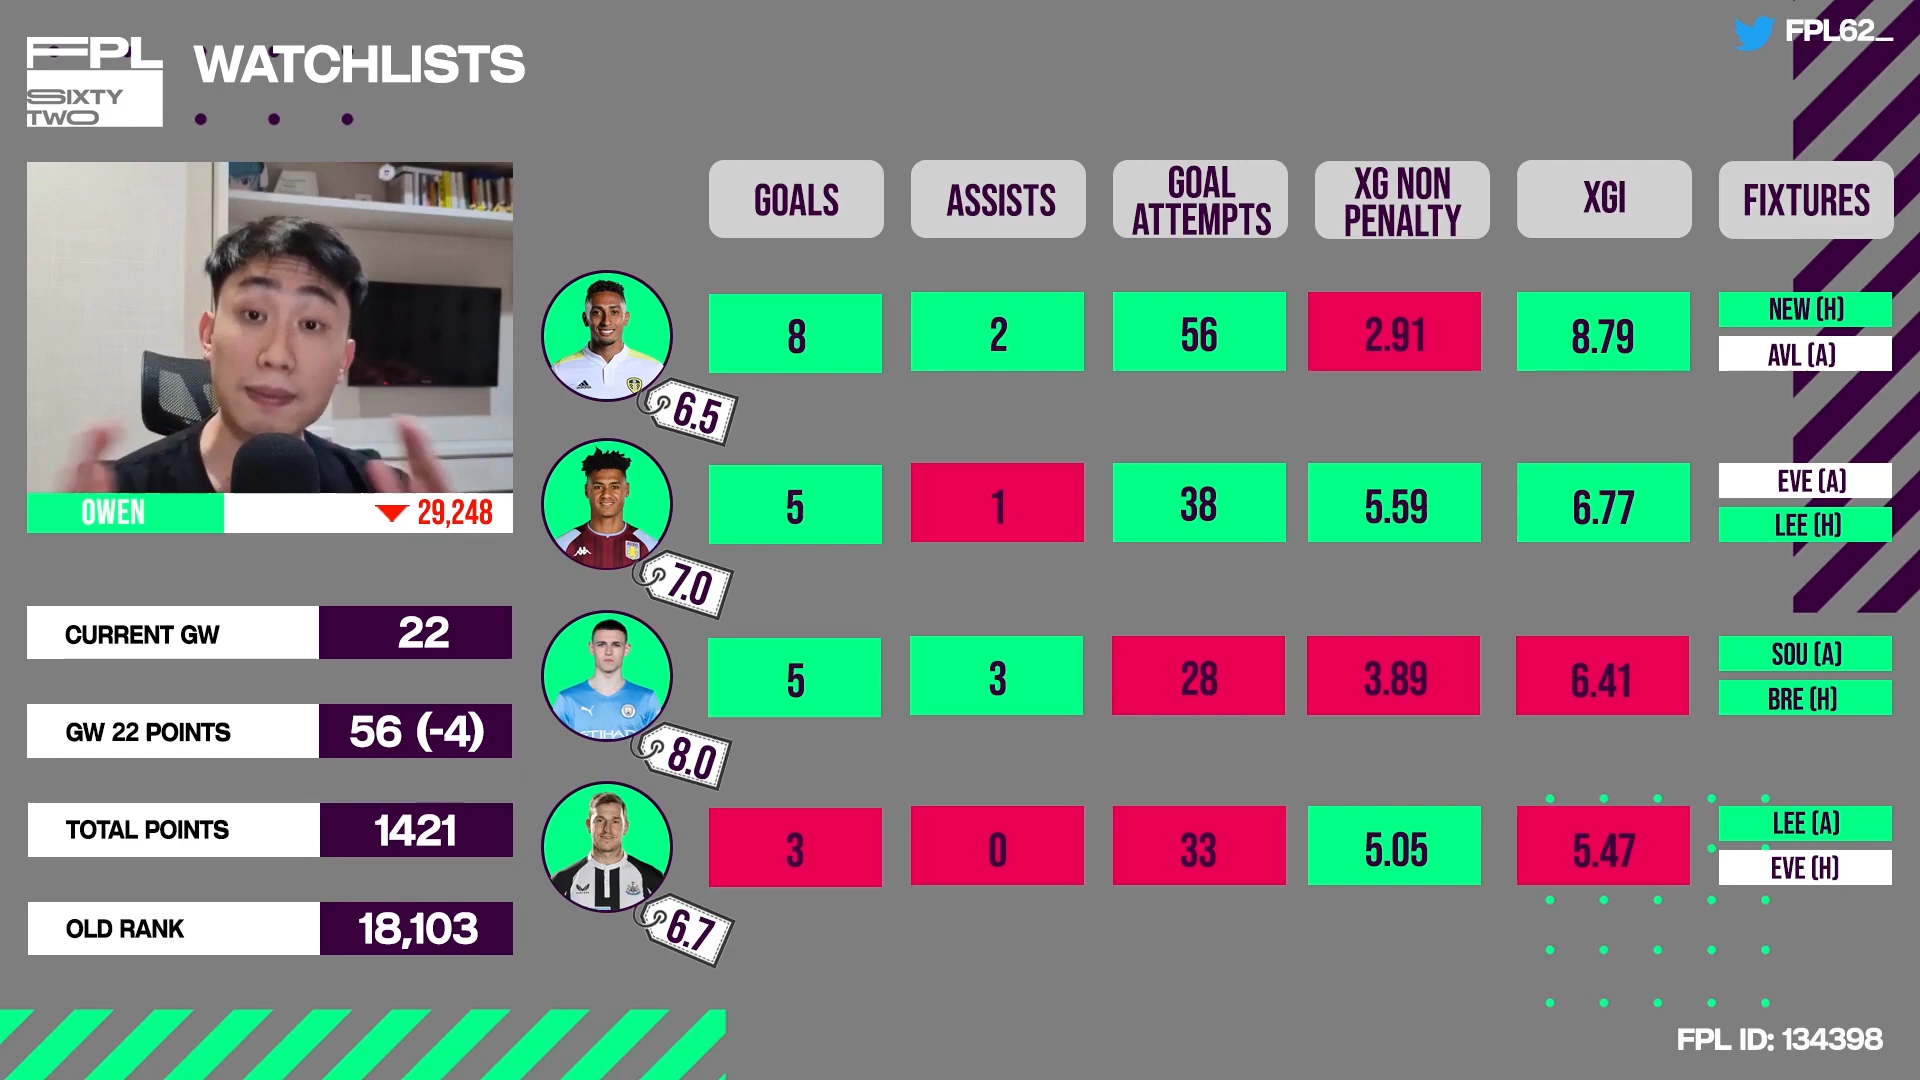 FPL
SIXTY
TWO
WATCHLISTS
FPL62_
GOALS
ASSISTS
GOAL
ATTEMPTS
XG NON
PENALTY
XGI
FIXTURES
8
2
56
2.91
8.79
NEW (H)
AVL (A)
6.5
5
1
38
5.59
6.77
EVE (A)
LEE (H)
7.0
5
3
28
3.89
6.41
SOU (A)
BRE (H)
8.0
3
0
33
5.05
5.47
LEE (A)
EVE (H)
6.7
OWEN
29,248
CURRENT GW 22
GW 22 POINTS 56 (-4)
TOTAL POINTS 1421
OLD RANK 18,103
FPL ID: 134398